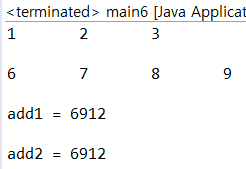 <terminated> main6 [Java Applicat
1 2 3
6 7 8 9
add1 = 6912
add2 = 6912